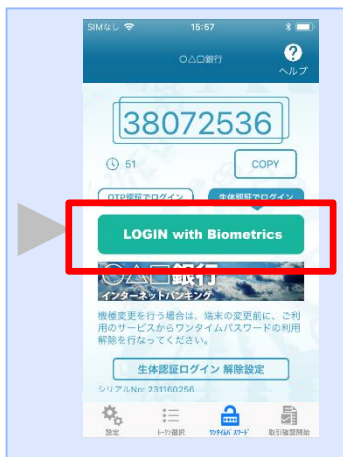 SIMなし 15:57
○△□銀行
?
ヘルプ
38072536
51 COPY
OTP認証でログイン 生体認証でログイン
LOGIN with Biometrics
○△□銀行
インターネットバンキング
機種変更を行う場合は、端末の変更前に、ご利
用のサービスからワンタイムパスワードの利用
解除を行なってください。
生体認証ログイン 解除設定
シリアルNo: 231160256
設定 トークン選択 ワンタイムパスワード 取引確認開始